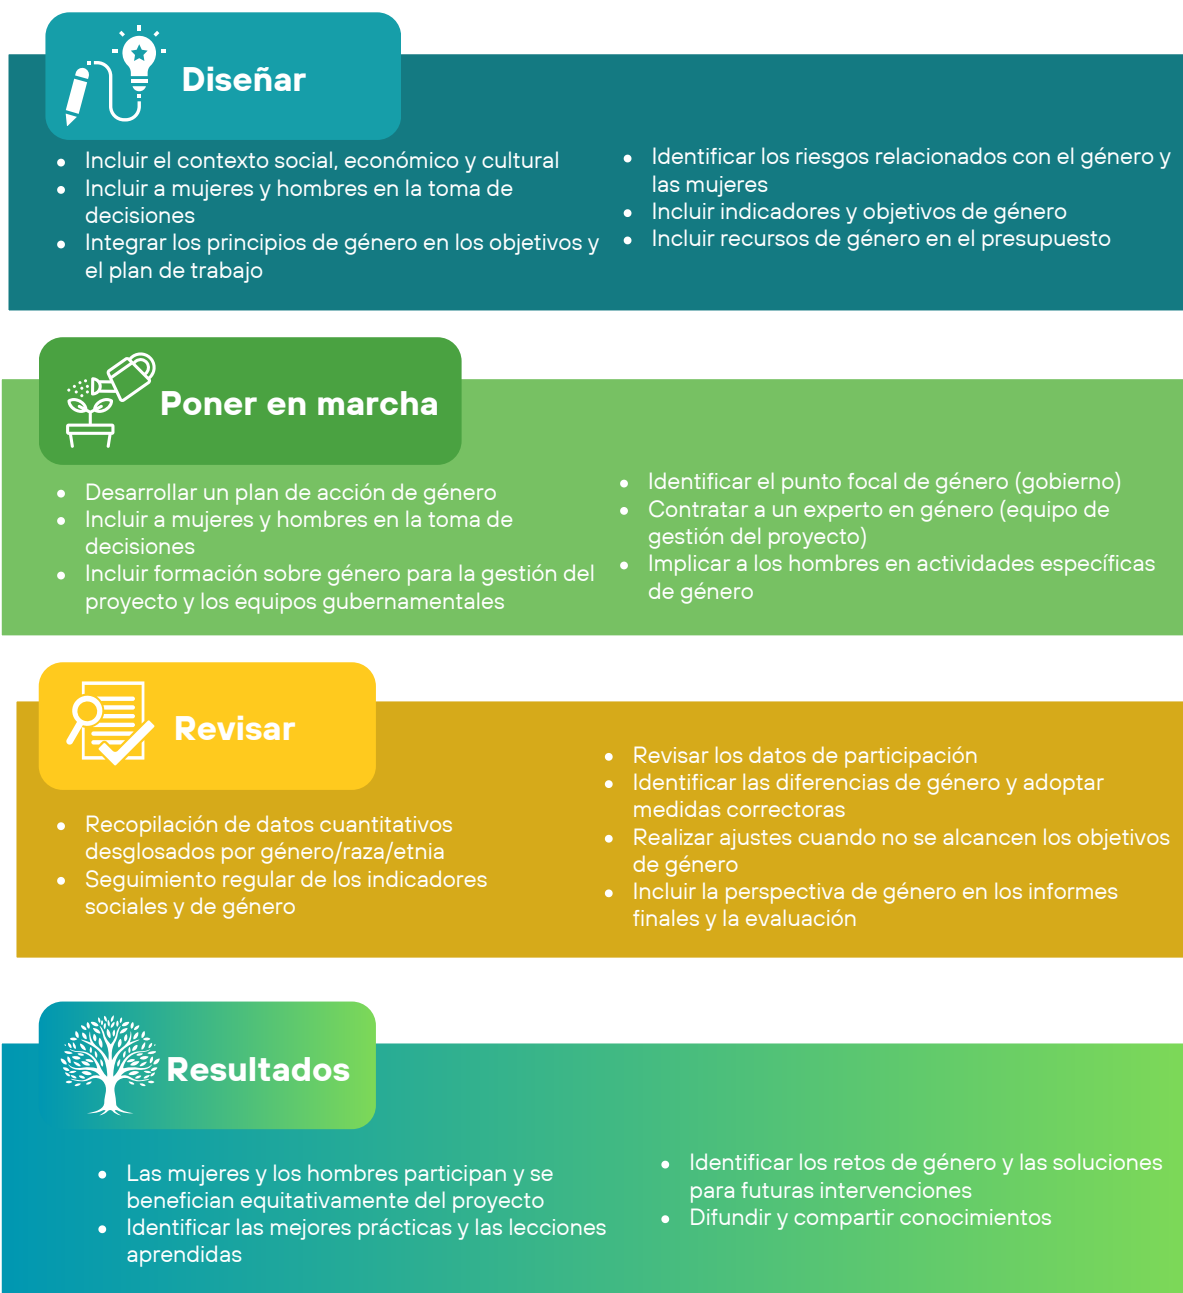 Diseñar
Incluir el contexto social, económico y cultural
Incluir a mujeres y hombres en la toma de
decisiones
Integrar los principios de género en los objetivos y
el plan de trabajo
Identificar los riesgos relacionados con el género y
las mujeres
Incluir indicadores y objetivos de género
Incluir recursos de género en el presupuesto
Poner en marcha
Desarrollar un plan de acción de género
Incluir a mujeres y hombres en la toma de
decisiones
Incluir formación sobre género para la gestión del
proyecto y los equipos gubernamentales
Identificar el punto focal de género (gobierno)
Contratar a un experto en género (equipo de
gestión del proyecto)
Implicar a los hombres en actividades específicas
de género
Revisar
Recopilación de datos cuantitativos
desglosados por género/raza/etnia
Seguimiento regular de los indicadores
sociales y de género
Revisar los datos de participación
Identificar las diferencias de género y adoptar
medidas correctoras
Realizar ajustes cuando no se alcancen los objetivos
de género
Incluir la perspectiva de género en los informes
finales y la evaluación
Resultados
Las mujeres y los hombres participan y se
benefician equitativamente del proyecto
Identificar las mejores prácticas y las lecciones
aprendidas
Identificar los retos de género y las soluciones
para futuras intervenciones
Difundir y compartir conocimientos